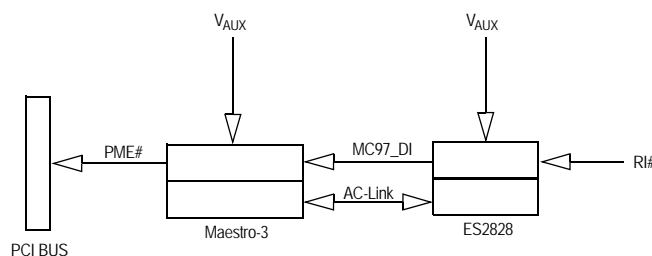 VAUX
VAUX
PME#
MC97_DI
RI#
AC-Link
Maestro-3
ES2828
PCI BUS